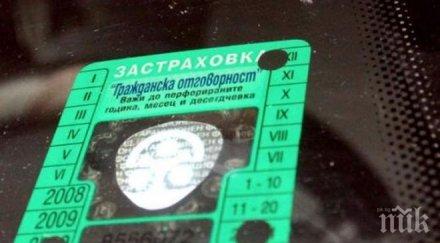 ЗАСТРАХОВКА
"Гражданска отговорност"
Важи до перфорираните
година, месец и десетдневка
I
II
III
IV
V
VI
2008
2009
XII
XI
X
IX
VIII
VII
1 - 10
11 - 20
ПИК